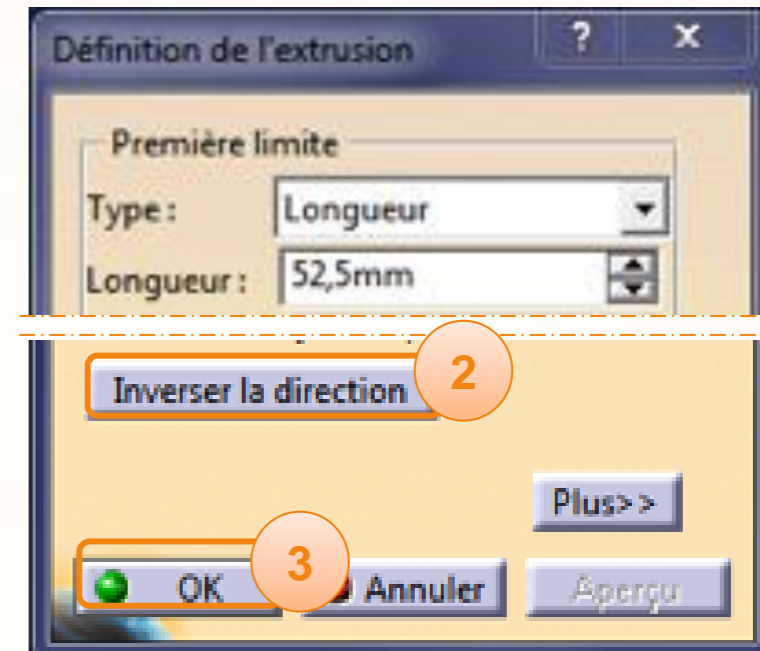 Définition de l'extrusion ? x
Première limite
Type : Longueur
Longueur : 52,5mm
Inverser la direction 2
Plus>>
OK 3 Annuler Aperçu